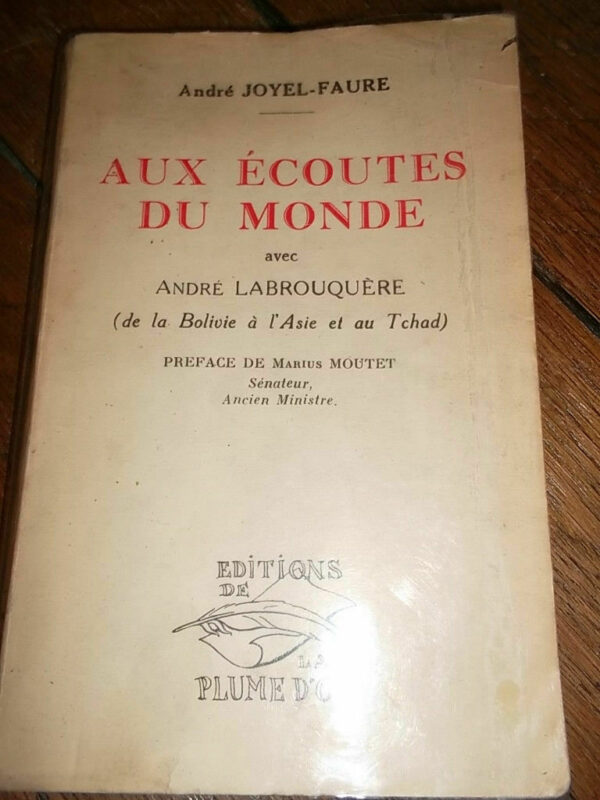 André JOYEL-FAURE
AUX ÉCOUTES
DU MONDE
avec
ANDRÉ LABROUQUÈRE
(de la Bolivie à l'Asie et au Tchad)
PREFACE DE MARIUS MOUTET
Sénateur,
Ancien Ministre.
EDITIONS
DE
LA
PLUME